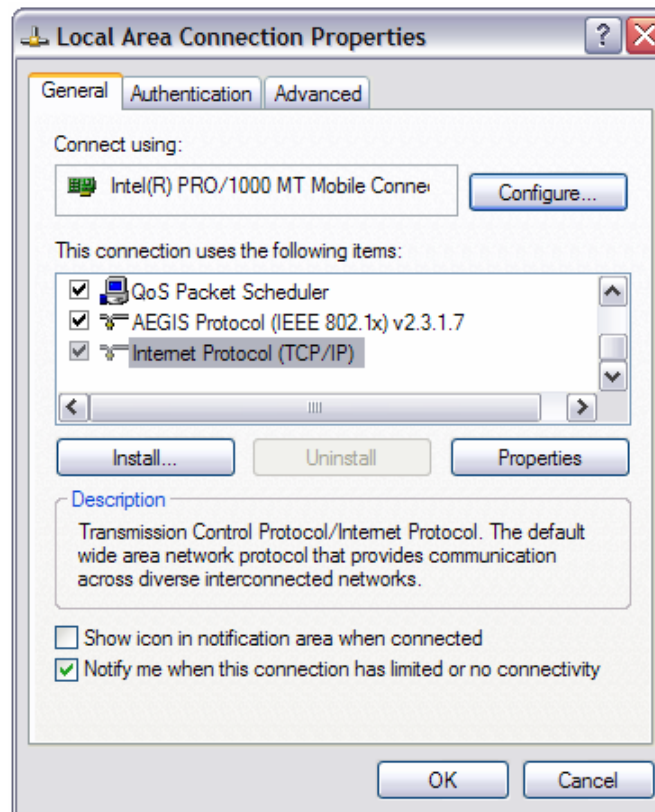 Local Area Connection Properties
General Authentication Advanced
Connect using:
Intel(R) PRO/1000 MT Mobile Connec
Configure...
This connection uses the following items:
QoS Packet Scheduler
AEGIS Protocol (IEEE 802.1x) v2.3.1.7
Internet Protocol (TCP/IP)
Install... Uninstall Properties
Description
Transmission Control Protocol/Internet Protocol. The default
wide area network protocol that provides communication
across diverse interconnected networks.
Show icon in notification area when connected
Notify me when this connection has limited or no connectivity
OK Cancel